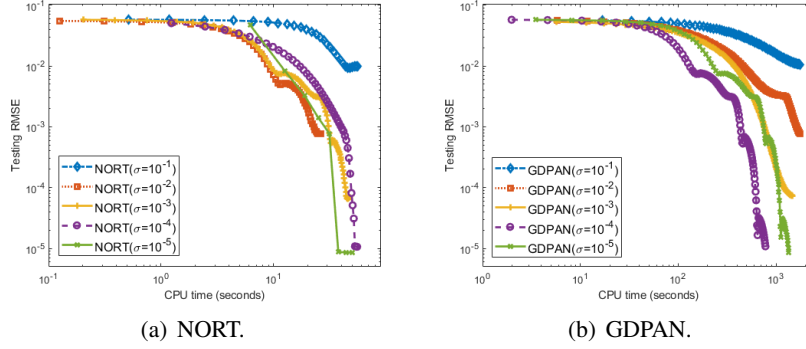 10^-1
10^-2
10^-3
10^-4
10^-5
Testing RMSE
NORT(σ=10^-1)
NORT(σ=10^-2)
NORT(σ=10^-3)
NORT(σ=10^-4)
NORT(σ=10^-5)
10^-1 10^0 10^1
CPU time (seconds)
(a) NORT.
10^-1
10^-2
10^-3
10^-4
10^-5
Testing RMSE
GDPAN(σ=10^-1)
GDPAN(σ=10^-2)
GDPAN(σ=10^-3)
GDPAN(σ=10^-4)
GDPAN(σ=10^-5)
10^0 10^1 10^2 10^3
CPU time (seconds)
(b) GDPAN.